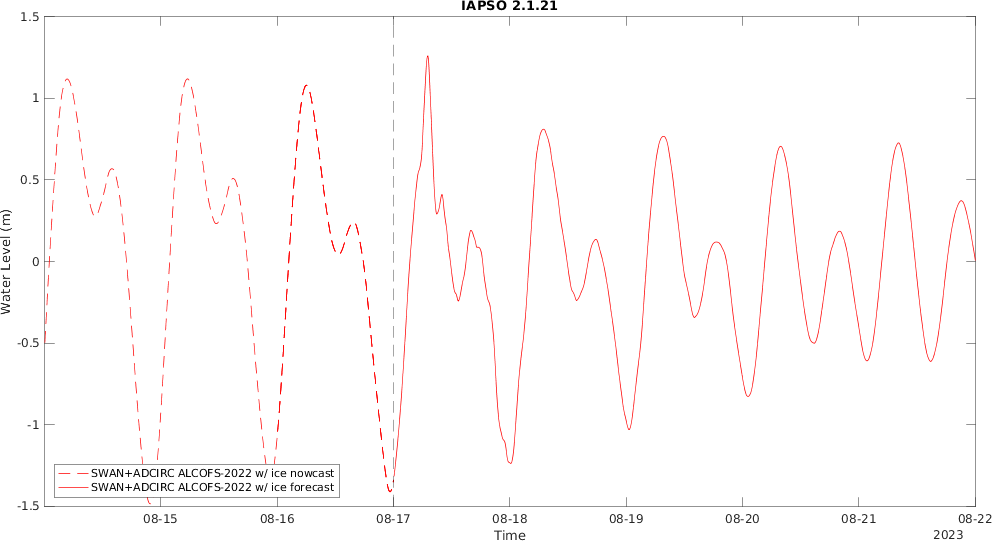 IAPSO 2.1.21
1.5
1
0.5
0
-0.5
-1
-1.5
Water Level (m)
SWAN+ADCIRC ALCOFS-2022 w/ ice nowcast
SWAN+ADCIRC ALCOFS-2022 w/ ice forecast
08-15 08-16 08-17 08-18 08-19 08-20 08-21 08-22
Time
2023